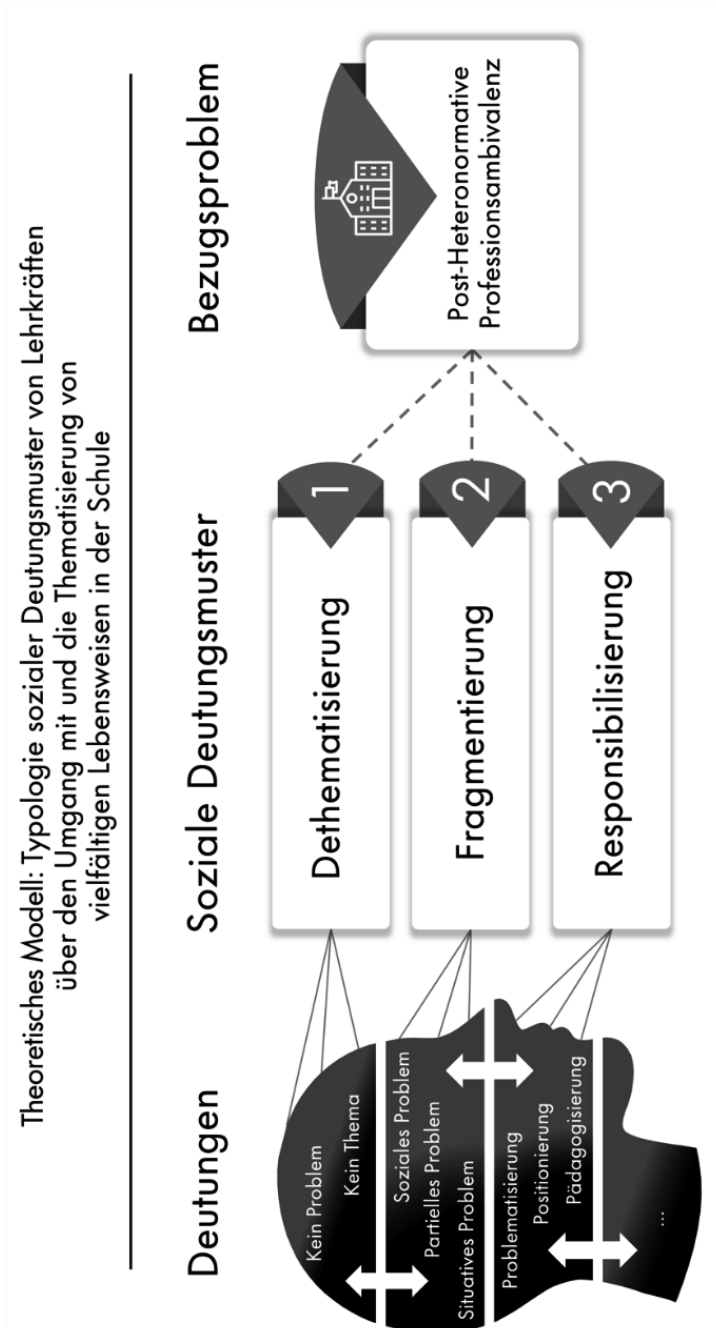 Theoretisches Modell: Typologie sozialer Deutungsmuster von Lehrkräften
über den Umgang mit und die Thematisierung von
vielfältigen Lebensweisen in der Schule
Deutungen
Soziale Deutungsmuster
Bezugsproblem
Kein Problem
Kein Thema
Soziales Problem
Partielles Problem
Situatives Problem
Problematisierung
Positionierung
Pädagogisierung
...
Dethematisierung
1
Fragmentierung
2
Responsibilisierung
3
Post-Heteronormative
Professionsambivalenz